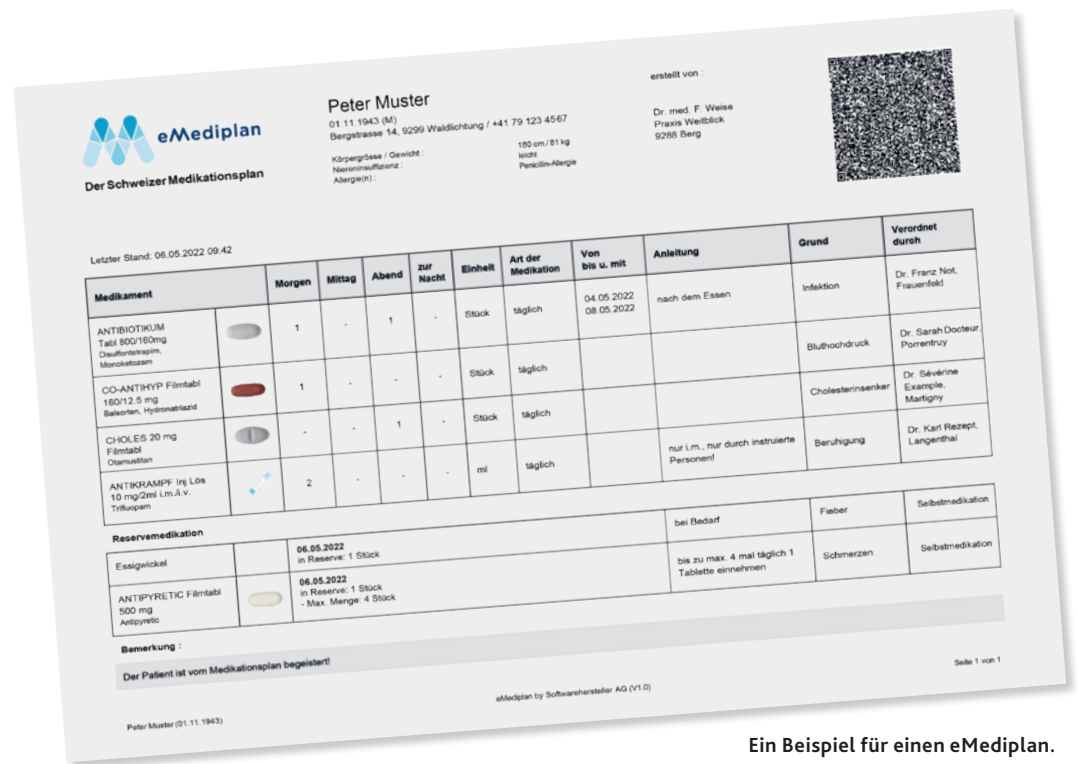 eMediplan
Der Schweizer Medikationsplan
Peter Muster
01.11.1943 (M)
Bergstrasse 14, 9299 Waldlichtung / +41 79 123 4567
Körpergrösse / Gewicht : 180 cm / 81 kg
Niereninsuffizienz : leicht
Allergie(n) : Penicillin-Allergie
erstellt von :
Dr. med. F. Weise
Praxis Weitblick
9288 Berg
Letzter Stand: 06.05.2022 09:42
Medikament Morgen Mittag Abend zur Nacht Einheit Art der Medikation Von bis u. mit Anleitung Grund Verordnet durch
ANTIBIOTIKUM 1 - 1 - Stück täglich 04.05.2022 nach dem Essen Infektion Dr. Franz Not,
Tabl 800/160mg 08.05.2022 Frauenfeld
Disulfontetrapim,
Monoketozam
CO-ANTIHYP Filmtabl 1 - - - Stück täglich Bluthochdruck Dr. Sarah Docteur,
160/12.5 mg Porrentruy
Balsorten, Hydronatriazid
CHOLES 20 mg - - 1 - Stück täglich Cholesterinsenker Dr. Sévérine
Filmtabl Example,
Otamustitan Martigny
ANTIKRAMPF Inj Lös 2 - - - ml täglich nur i.m., nur durch instruierte Beruhigung Dr. Karl Rezept,
10 mg/2ml i.m./i.v. Personen! Langenthal
Trifluopam
Reservemedikation
Essigwickel 06.05.2022 bei Bedarf Fieber Selbstmedikation
in Reserve: 1 Stück
ANTIPYRETIC Filmtabl 06.05.2022 bis zu max. 4 mal täglich 1 Schmerzen Selbstmedikation
500 mg in Reserve: 1 Stück Tablette einnehmen
Antipyretic - Max. Menge: 4 Stück
Bemerkung :
Der Patient ist vom Medikationsplan begeistert!
Peter Muster (01.11.1943)
eMediplan by Softwarehersteller AG (V1.0)
Seite 1 von 1
Ein Beispiel für einen eMediplan.